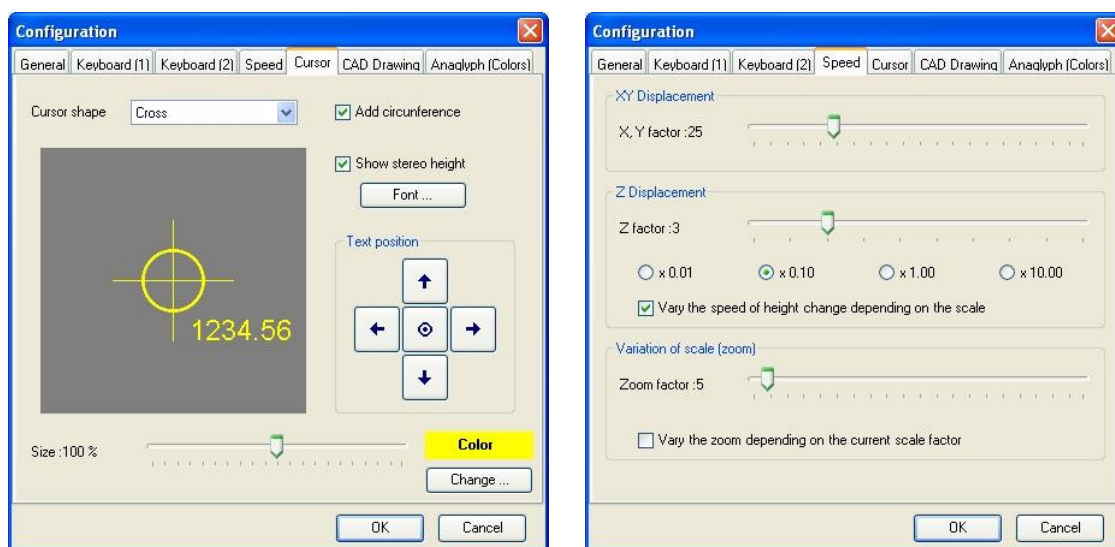 Configuration
General Keyboard (1) Keyboard (2) Speed Cursor CAD Drawing Anaglyph (Colors)
Cursor shape Cross Add circunference
Show stereo height
Font ...
Text position
1234.56
Size :100 % Color
Change ...
OK Cancel
Configuration
General Keyboard (1) Keyboard (2) Speed Cursor CAD Drawing Anaglyph (Colors)
XY Displacement
X, Y factor :25
Z Displacement
Z factor :3
x 0.01 x 0.10 x 1.00 x 10.00
Vary the speed of height change depending on the scale
Variation of scale (zoom)
Zoom factor :5
Vary the zoom depending on the current scale factor
OK Cancel